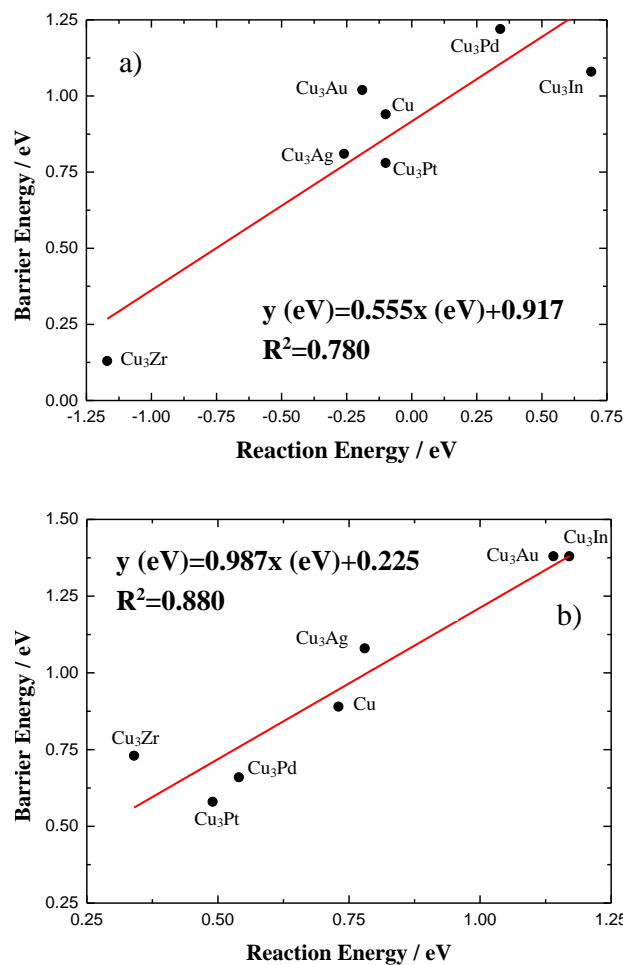 a)
Cu₃Pd
Cu₃In
Cu₃Au
Cu
Cu₃Ag
Cu₃Pt
Cu₃Zr
y (eV)=0.555x (eV)+0.917
R²=0.780
1.25
1.00
0.75
0.50
0.25
0.00
Barrier Energy / eV
-1.25 -1.00 -0.75 -0.50 -0.25 0.00 0.25 0.50 0.75
Reaction Energy / eV
y (eV)=0.987x (eV)+0.225
R²=0.880
b)
Cu₃In
Cu₃Au
Cu₃Ag
Cu
Cu₃Zr
Cu₃Pd
Cu₃Pt
1.50
1.25
1.00
0.75
0.50
0.25
Barrier Energy / eV
0.25 0.50 0.75 1.00 1.25
Reaction Energy / eV